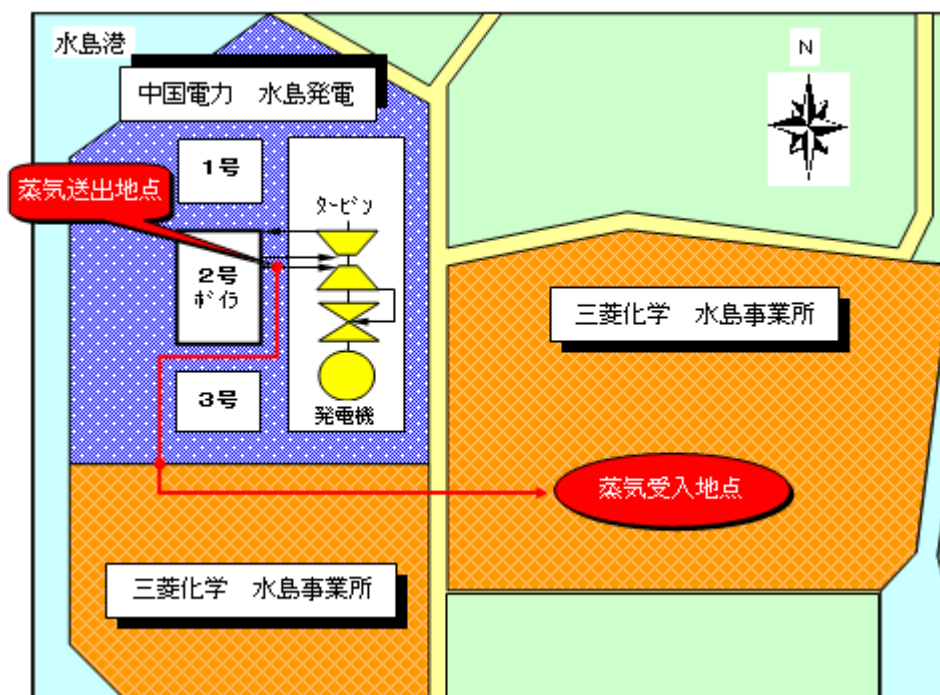 水島港
N
中国電力 水島発電
1号
蒸気送出地点
タービン
2号
ボイラ
三菱化学 水島事業所
3号
発電機
蒸気受入地点
三菱化学 水島事業所